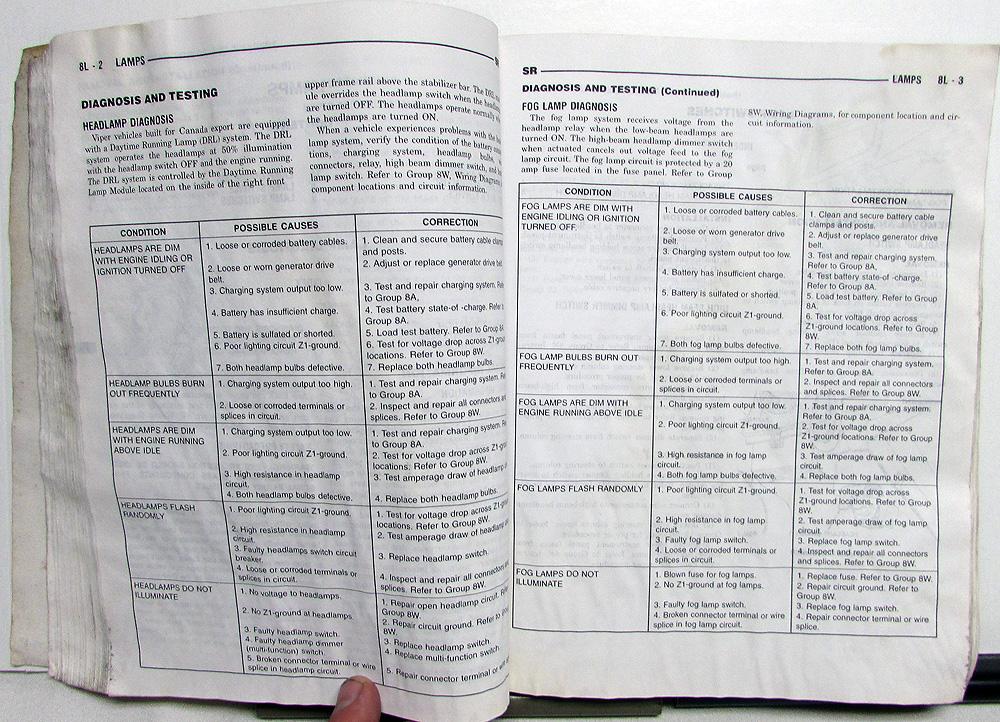 8L - 2 LAMPS
DIAGNOSIS AND TESTING
HEADLAMP DIAGNOSIS
Viper vehicles built for Canada export are equipped
with a Daytime Running Lamp (DRL) system. The DRL
system operates the headlamps at 50% illumination
with the headlamp switch OFF and the engine running.
The DRL system is controlled by the Daytime Running
Lamp Module located on the inside of the right front
upper frame rail above the stabilizer bar. The DRL
ule overrides the headlamp switch when the
are turned OFF. The headlamps operate normally
the headlamps are turned ON.
When a vehicle experiences problems with the
lamp system, verify the condition of the battery
tions, charging system, headlamp bulbs,
connectors, relay, high beam dimmer switch, and
lamp switch. Refer to Group 8W, Wiring
component locations and circuit information.
CONDITION POSSIBLE CAUSES CORRECTION
HEADLAMPS ARE DIM
WITH ENGINE IDLING OR
IGNITION TURNED OFF
1. Loose or corroded battery cables.
2. Loose or worn generator drive
belt.
3. Charging system output too low.
4. Battery has insufficient charge.
5. Battery is sulfated or shorted.
6. Poor lighting circuit Z1-ground.
7. Both headlamp bulbs defective.
1. Clean and secure battery cable
and posts.
2. Adjust or replace generator drive
3. Test and repair charging system.
to Group 8A,
4. Test battery state-of -charge.
Group 8A.
5. Load test battery. Refer to Group
6. Test for voltage drop across Z1-ground
locations. Refer to Group 8W.
7. Replace both headlamp bulbs.
HEADLAMP BULBS BURN
OUT FREQUENTLY
1. Charging system output too high.
2. Loose or corroded terminals or
splices in circuit.
1. Test and repair charging system.
Group 8A.
2. Inspect and repair all connectors
splices. Refer to Group 8W.
HEADLAMPS ARE DIM
WITH ENGINE RUNNING
ABOVE IDLE
1. Charging system output too low.
2. Poor lighting circuit Z1-ground.
3. High resistance in headlamp
circuit.
4. Both headlamp bulbs defective.
1. Test and repair charging system.
Group 8A.
2. Test for voltage drop across
locations. Refer to Group 8W.
3. Test amperage draw of headlamp
4. Replace both headlamp bulbs.
HEADLAMPS FLASH
RANDOMLY
1. Poor lighting circuit Z1-ground.
2. High resistance in headlamp
circuit.
3. Faulty headlamps switch circuit
breaker.
4. Loose or corroded terminals or
splices in circuit.
1. Test for voltage drop across
locations. Refer to Group 8W.
2. Test amperage draw of headlamp
3. Replace headlamp switch.
4. Inspect and repair all connectors
splices. Refer to Group 8W.
HEADLAMPS DO NOT
ILLUMINATE
1. No voltage to headlamps.
2. No Z1-ground at headlamps.
3. Faulty headlamp switch.
4. Faulty headlamp dimmer
(multi-function) switch.
5. Broken connector terminal or wire
splice in headlamp circuit.
1. Repair open headlamp circuit.
Group 8W.
2. Repair circuit ground. Refer to
8W.
3. Replace headlamp switch.
4. Replace multi-function switch.
5. Repair connector terminal or
SR LAMPS 8L - 3
DIAGNOSIS AND TESTING (Continued)
FOG LAMP DIAGNOSIS
The fog lamp system receives voltage from the
headlamp relay when the low-beam headlamps are
turned ON. The high-beam headlamp dimmer switch
when actuated cancels out voltage feed to the fog
lamp circuit. The fog lamp circuit is protected by a 20
amp fuse located in the fuse panel. Refer to Group
8W, Wiring Diagrams, for component location and cir-
cuit information.
CONDITION POSSIBLE CAUSES CORRECTION
FOG LAMP ARE DIM WITH
ENGINE IDLING OR IGNITION
TURNED OFF.
1. Loose or corroded battery cables.
2. Loose or worn generator drive
belt.
3. Charging system output too low.
4. Battery has insufficient charge.
5. Battery is sulfated or shorted.
6. Poor lighting circuit Z1-ground.
7. Both fog lamp bulbs defective.
1. Clean and secure battery cable
clamps and posts.
2. Adjust or replace generator drive
belt.
3. Test and repair charging system.
Refer to Group 8A,
4. Test battery state-of -charge.
Refer to Group 8A.
5. Load test battery. Refer to Group
8A.
6. Test for voltage drop across
Z1-ground locations. Refer to Group
8W.
7. Replace both fog lamp bulbs.
FOG LAMP BULBS BURN OUT
FREQUENTLY
1. Charging system output too high.
2. Loose or corroded terminals or
splices in circuit.
1. Test and repair charging system.
Refer to Group 8A.
2. Inspect and repair all connectors
and splices. Refer to Group 8W.
FOG LAMP ARE DIM WITH
ENGINE RUNNING ABOVE IDLE
1. Charging system output too low.
2. Poor lighting circuit Z1-ground.
3. High resistance in fog lamp
circuit.
4. Both fog lamp bulbs defective.
1. Test and repair charging system.
Refer to Group 8A.
2. Test for voltage drop across
Z1-ground locations. Refer to Group
8W.
3. Test amperage draw of fog lamp
circuit.
4. Replace both fog lamp bulbs.
FOG LAMPS FLASH RANDOMLY
1. Poor lighting circuit Z1-ground.
2. High resistance in fog lamp
circuit.
3. Faulty fog lamp switch.
4. Loose or corroded terminals or
splices in circuit.
1. Test for voltage drop across
Z1-ground locations. Refer to Group
8W.
2. Test amperage draw of fog lamp
circuit.
3. Replace fog lamp switch.
4. Inspect and repair all connectors
and splices. Refer to Group 8W.
FOG LAMPS DO NOT
ILLUMINATE
1. Blown fuse for fog lamps.
2. No Z1-ground at fog lamps.
3. Faulty fog lamp switch.
4. Broken connector terminal or wire
splice in fog lamp circuit.
1. Replace fuse. Refer to Group 8W.
2. Repair circuit ground. Refer to
Group 8W.
3. Replace fog lamp switch.
4. Repair connector terminal or wire
splice.